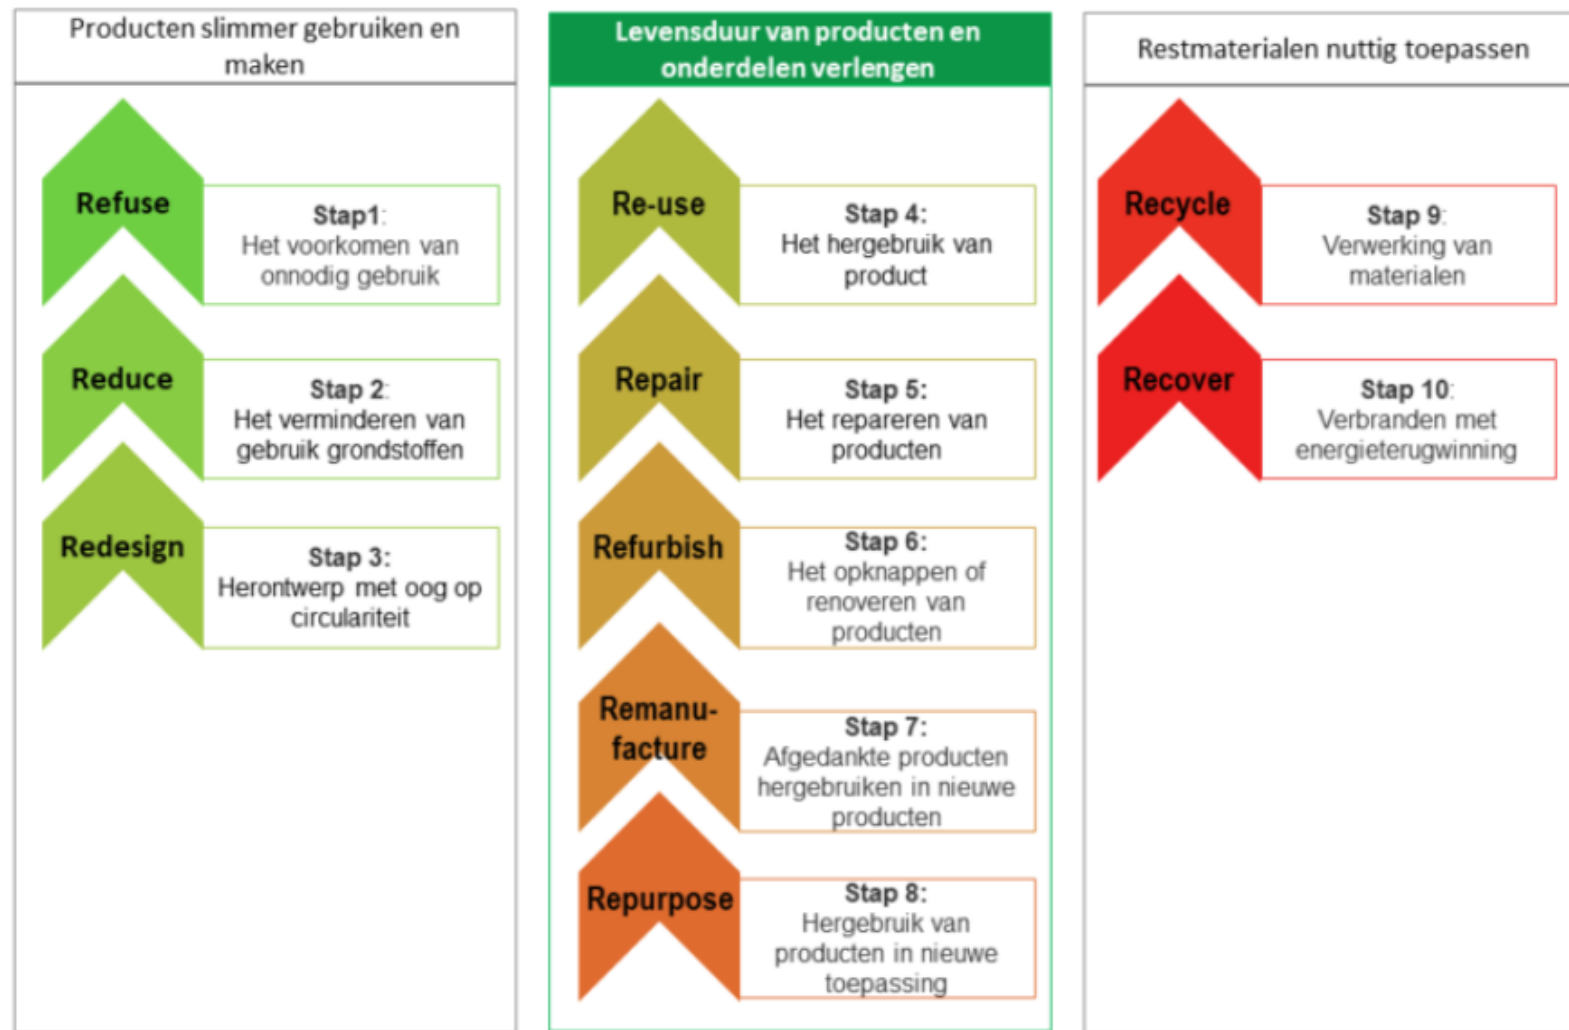 Producten slimmer gebruiken en
maken
Refuse
Stap1:
Het voorkomen van
onnodig gebruik
Reduce
Stap 2:
Het verminderen van
gebruik grondstoffen
Redesign
Stap 3:
Herontwerp met oog op
circulariteit
Levensduur van producten en
onderdelen verlengen
Re-use
Stap 4:
Het hergebruik van
product
Repair
Stap 5:
Het repareren van
producten
Refurbish
Stap 6:
Het opknappen of
renoveren van
producten
Remanu-
facture
Stap 7:
Afgedankte producten
hergebruiken in nieuwe
producten
Repurpose
Stap 8:
Hergebruik van
producten in nieuwe
toepassing
Restmaterialen nuttig toepassen
Recycle
Stap 9:
Verwerking van
materialen
Recover
Stap 10:
Verbranden met
energieterugwinning